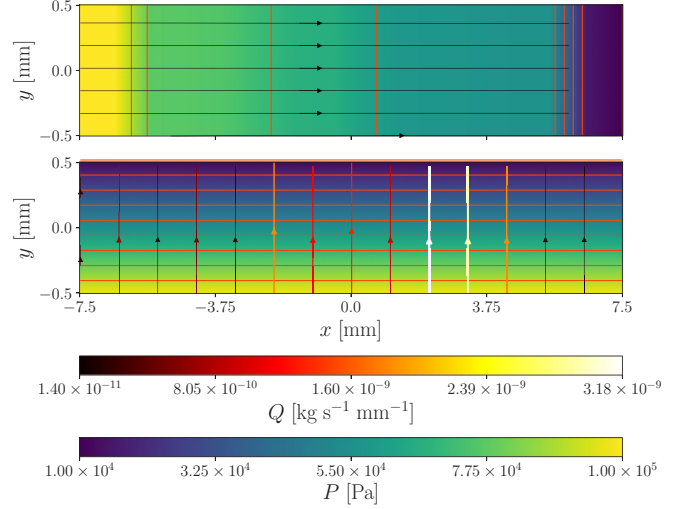 0.5
0.0
−0.5
y [mm]
0.5
0.0
−0.5
y [mm]
−7.5 −3.75 0.0 3.75 7.5
x [mm]
1.40 × 10⁻¹¹ 8.05 × 10⁻¹⁰ 1.60 × 10⁻⁹ 2.39 × 10⁻⁹ 3.18 × 10⁻⁹
Q [kg s⁻¹ mm⁻¹]
1.00 × 10⁴ 3.25 × 10⁴ 5.50 × 10⁴ 7.75 × 10⁴ 1.00 × 10⁵
P [Pa]